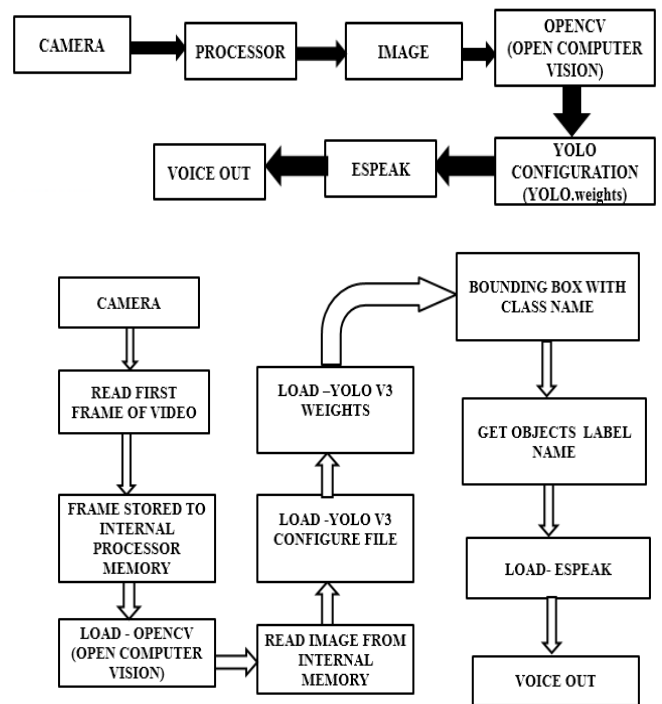 CAMERA
PROCESSOR
IMAGE
OPENCV
(OPEN COMPUTER
VISION)
YOLO
CONFIGURATION
(YOLO.weights)
ESPEAK
VOICE OUT
CAMERA
READ FIRST
FRAME OF VIDEO
FRAME STORED TO
INTERNAL
PROCESSOR
MEMORY
LOAD - OPENCV
(OPEN COMPUTER
VISION)
READ IMAGE FROM
INTERNAL
MEMORY
LOAD -YOLO V3
CONFIGURE FILE
LOAD –YOLO V3
WEIGHTS
BOUNDING BOX WITH
CLASS NAME
GET OBJECTS LABEL
NAME
LOAD- ESPEAK
VOICE OUT